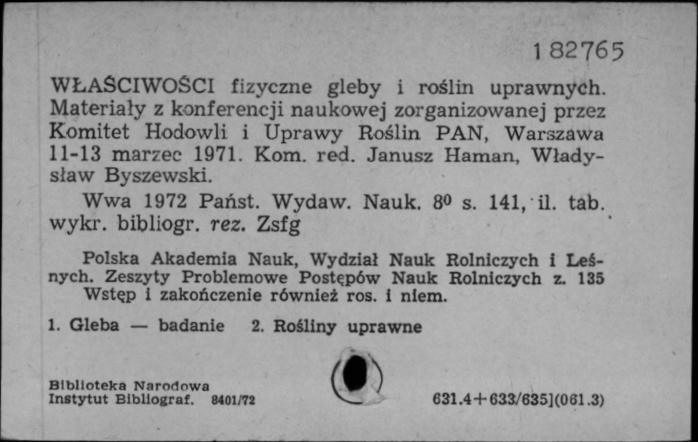 182765
WŁAŚCIWOŚCI fizyczne gleby i roślin uprawnych.
Materiały z konferencji naukowej zorganizowanej przez
Komitet Hodowli i Uprawy Roślin PAN, Warszawa
11-13 marzec 1971. Kom. red. Janusz Haman, Włady-
sław Byszewski.
Wwa 1972 Państ. Wydaw. Nauk. 8⁰ s. 141, il. tab.
wykr. bibliogr. rez. Zsfg
Polska Akademia Nauk, Wydział Nauk Rolniczych i Leś-
nych. Zeszyty Problemowe Postępów Nauk Rolniczych z. 135
Wstęp i zakończenie również ros. i niem.
1. Gleba — badanie 2. Rośliny uprawne
Biblioteka Narodowa
Instytut Bibliograf. 8401/72
631.4+633/635](061.3)